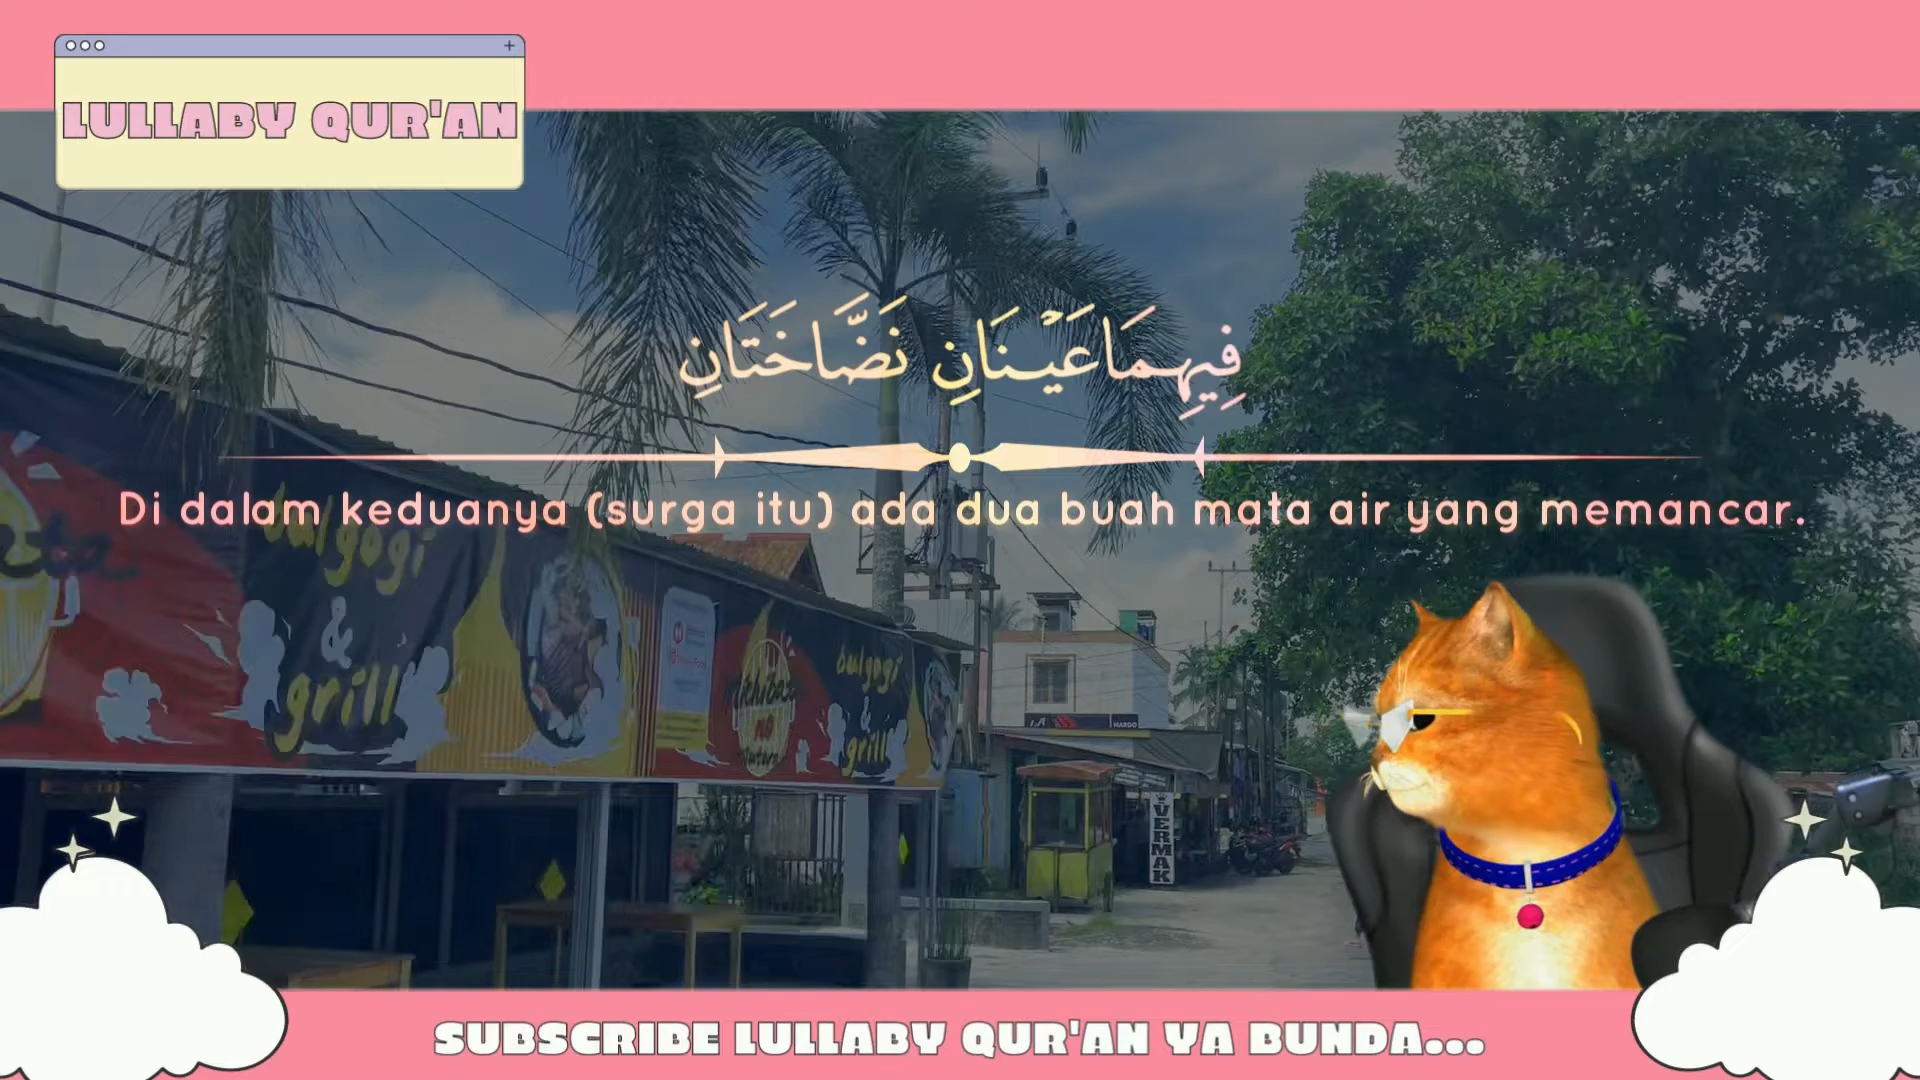 LULLABY QUR'AN
فِيهِمَا عَيْنَانِ نَضَّاخَتَانِ
Di dalam keduanya (surga itu) ada dua buah mata air yang memancar.
bulgogi
&
grill
bulgogi
&
grill
MARGO
VERMAK
SUBSCRIBE LULLABY QUR'AN YA BUNDA...